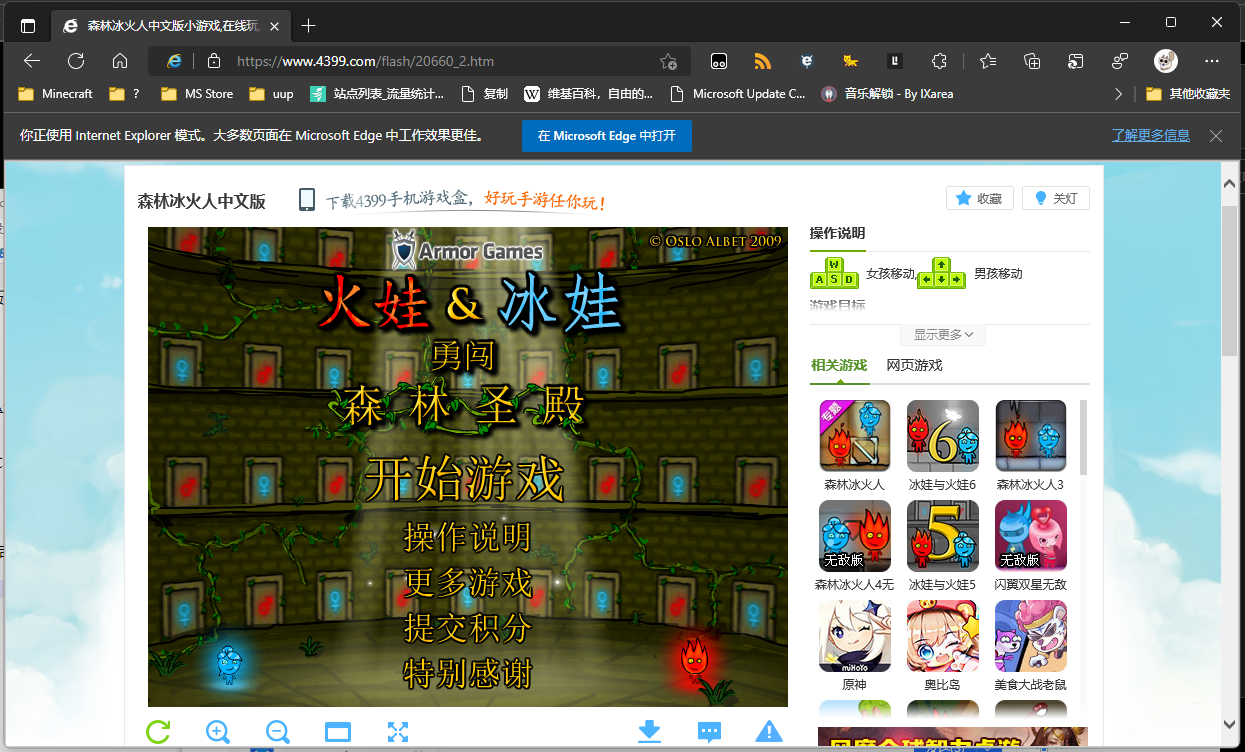 森林冰火人中文版小游戏,在线玩
https://www.4399.com/flash/20660_2.htm
Minecraft ? MS Store uup 站点列表_流量统计... 复制 维基百科，自由的... Microsoft Update C... 音乐解锁 - By IXarea 其他收藏夹
你正使用 Internet Explorer 模式。大多数页面在 Microsoft Edge 中工作效果更佳。 在 Microsoft Edge 中打开 了解更多信息
森林冰火人中文版 下载4399手机游戏盒，好玩手游任你玩！ 收藏 关灯
Armor Games © OSLO ALBET 2009
火娃 & 冰娃
勇闯
森林圣殿
开始游戏
操作说明
更多游戏
提交积分
特别感谢
操作说明
W A S D 女孩移动, 男孩移动
游戏目标
显示更多
相关游戏 网页游戏
专题 6
森林冰火人 冰娃与火娃6 森林冰火人3
无敌版 5 无敌版
森林冰火人4无 冰娃与火娃5 闪翼双星无敌
miHoYo
原神 奥比岛 美食大战老鼠